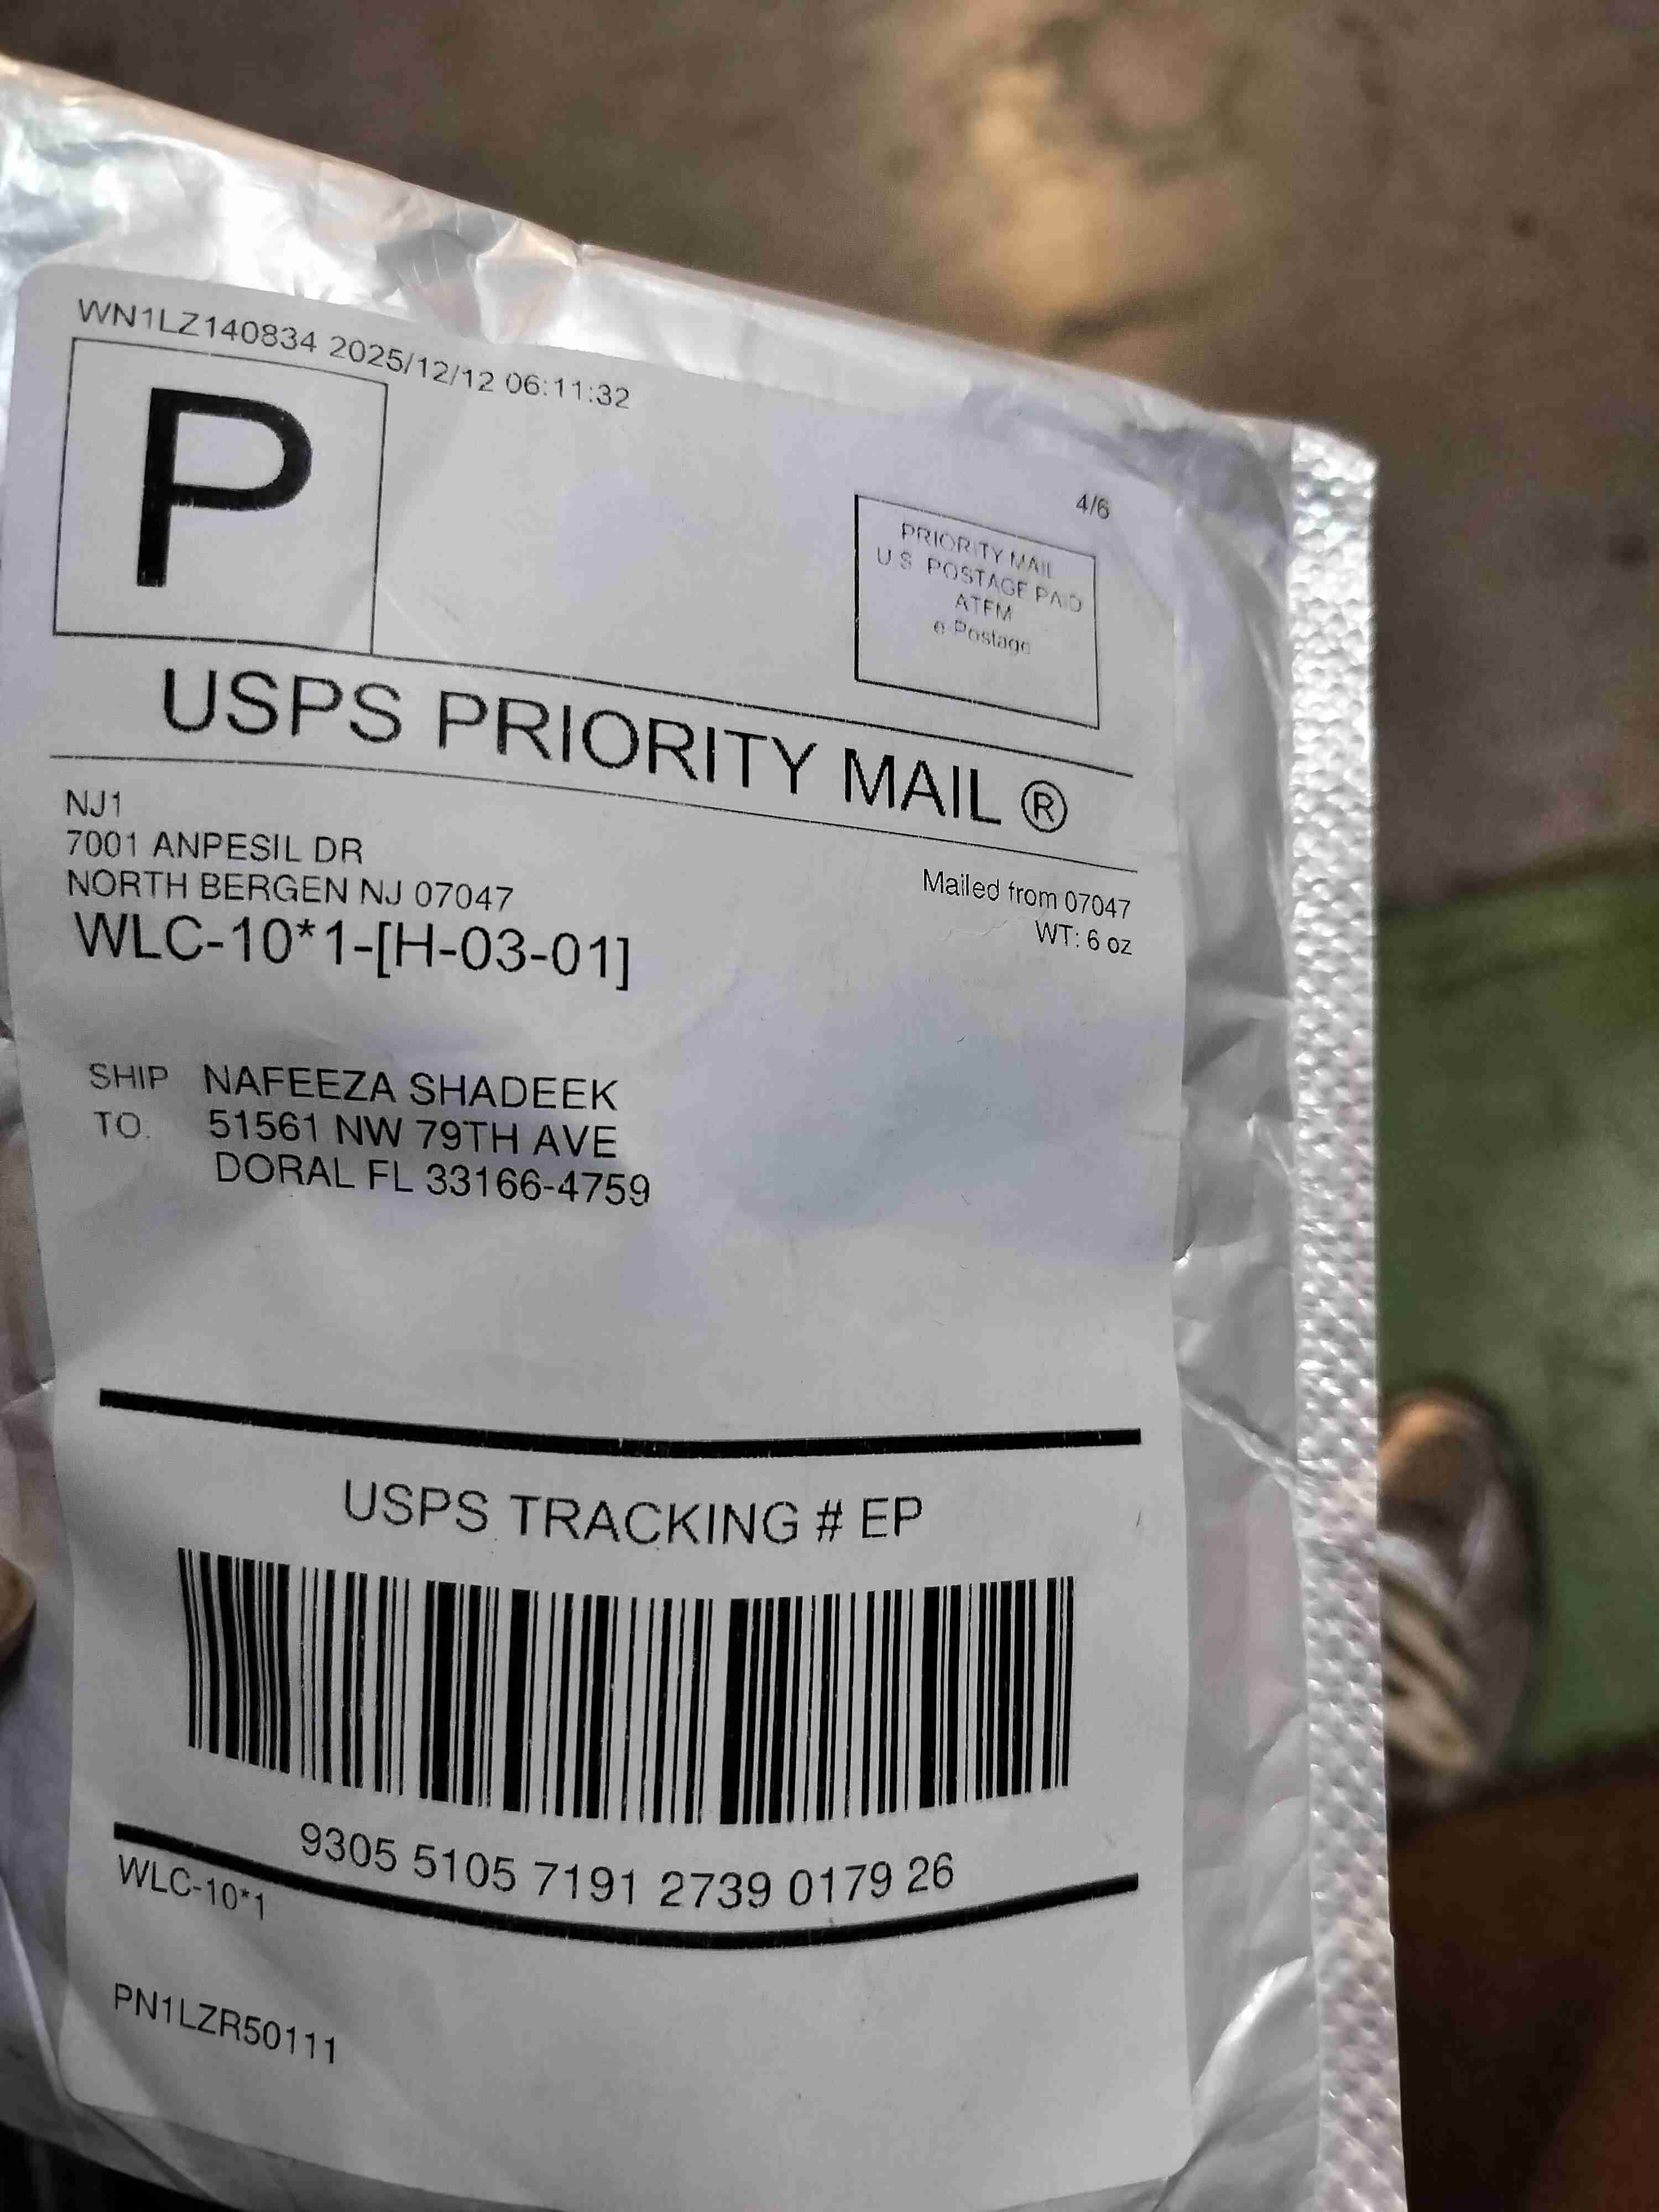 WN1LZ140834 2025/12/12 06:11:32
P
4/6
PRIORITY MAIL
U S POSTAGE PAID
ATFM
e-Postage
USPS PRIORITY MAIL ®
NJ1
7001 ANPESIL DR
NORTH BERGEN NJ 07047
WLC-10*1-[H-03-01]
Mailed from 07047
WT: 6 oz
SHIP NAFEEZA SHADEEK
TO. 51561 NW 79TH AVE
DORAL FL 33166-4759
USPS TRACKING # EP
9305 5105 7191 2739 0179 26
WLC-10*1
PN1LZR50111